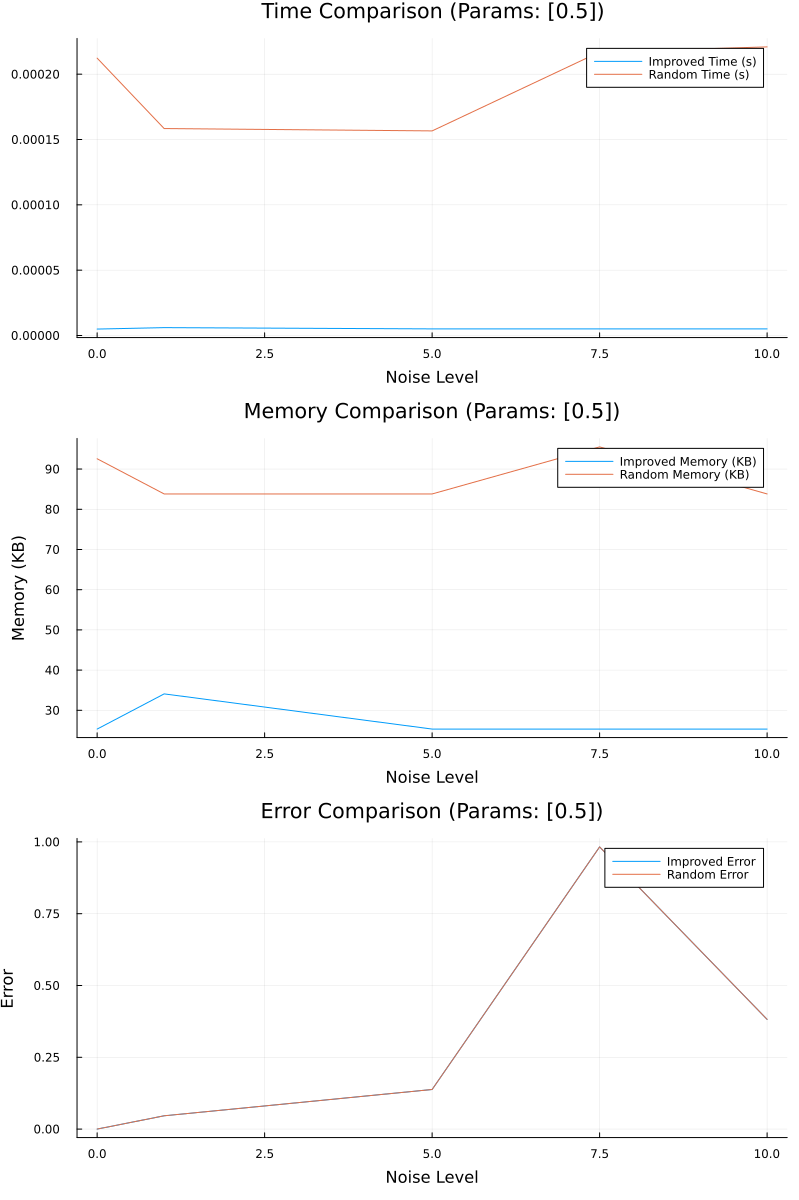 Time Comparison (Params: [0.5])
0.00020
0.00015
0.00010
0.00005
0.00000
Improved Time (s)
Random Time (s)
0.0 2.5 5.0 7.5 10.0
Noise Level
Memory Comparison (Params: [0.5])
Memory (KB)
90
80
70
60
50
40
30
Improved Memory (KB)
Random Memory (KB)
0.0 2.5 5.0 7.5 10.0
Noise Level
Error Comparison (Params: [0.5])
Error
1.00
0.75
0.50
0.25
0.00
Improved Error
Random Error
0.0 2.5 5.0 7.5 10.0
Noise Level